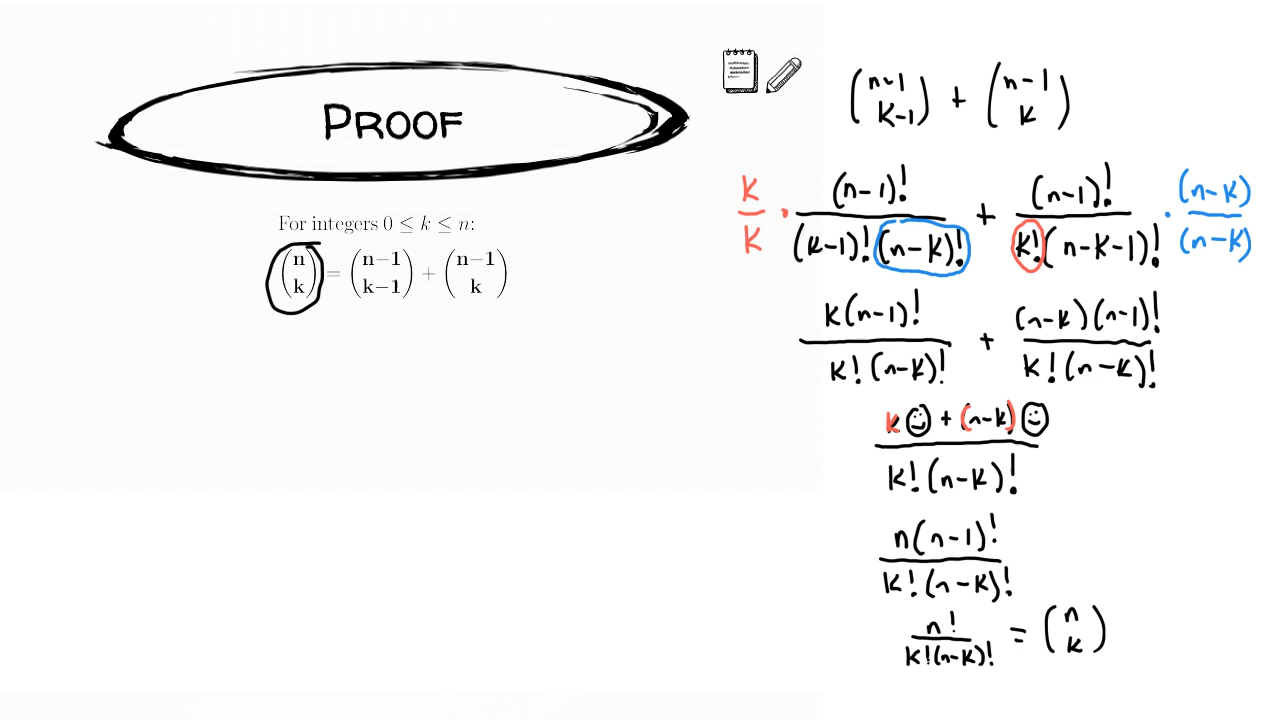 PROOF
For integers 0 ≤ k ≤ n:
(n k) = (n−1 k−1) + (n−1 k)
(n-1 K-1) + (n-1 K)
K/K · (n-1)!/(k-1)!(n-k)! + (n-1)!/k!(n-K-1)! · (n-K)/(n-K)
K(n-1)!/K!(n-K)! + (n-K)(n-1)!/K!(n-K)!
K☺ + (n-K)☺/K!(n-K)!
n(n-1)!/K!(n-K)!
n!/K!(n-K)! = (n K)